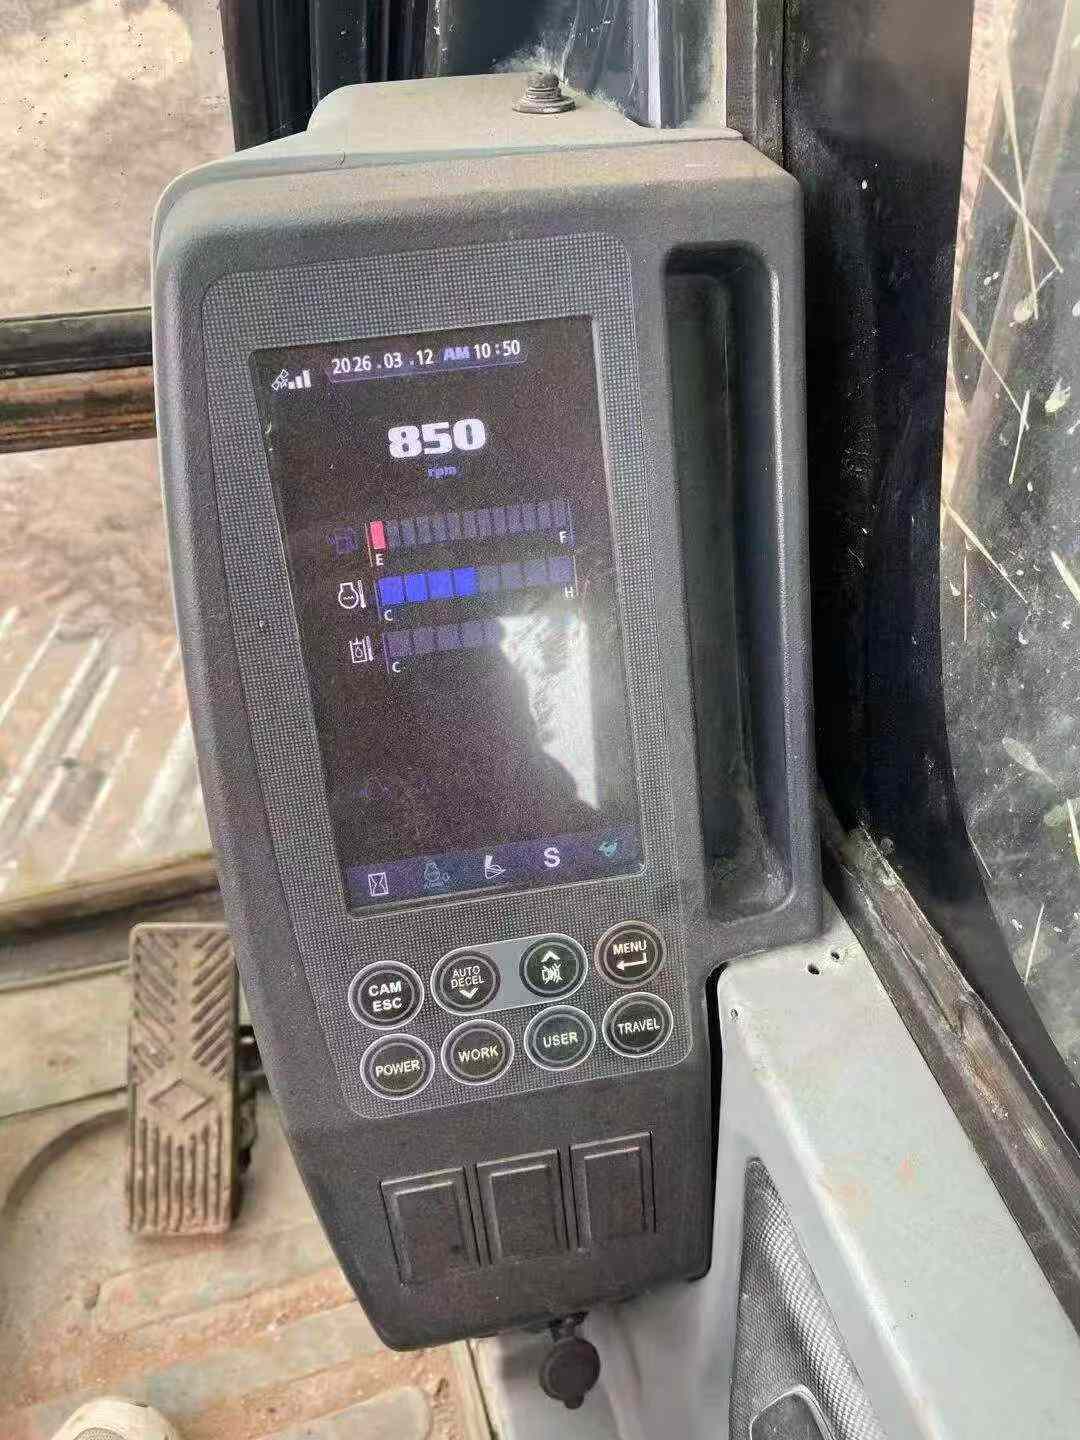 2026.03.12 AM 10:50
850
rpm
E F
C H
C
S
CAM
ESC
AUTO
DECEL
MENU
POWER
WORK
USER
TRAVEL